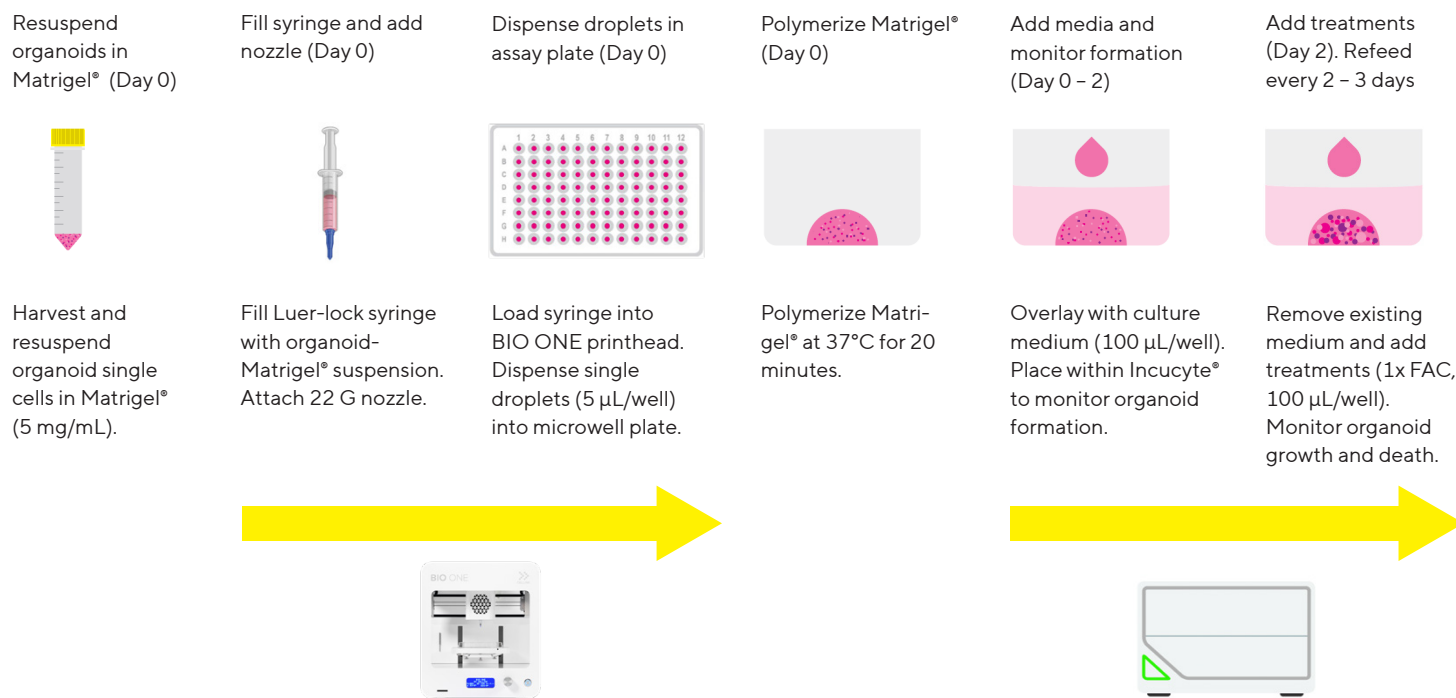 Resuspend
organoids in
Matrigel® (Day 0)
Fill syringe and add
nozzle (Day 0)
Dispense droplets in
assay plate (Day 0)
Polymerize Matrigel®
(Day 0)
Add media and
monitor formation
(Day 0 – 2)
Add treatments
(Day 2). Refeed
every 2 – 3 days
1 2 3 4 5 6 7 8 9 10 11 12
A
B
C
D
E
F
G
H
Harvest and
resuspend
organoid single
cells in Matrigel®
(5 mg/mL).
Fill Luer-lock syringe
with organoid-
Matrigel® suspension.
Attach 22 G nozzle.
Load syringe into
BIO ONE printhead.
Dispense single
droplets (5 µL/well)
into microwell plate.
Polymerize Matri-
gel® at 37°C for 20
minutes.
Overlay with culture
medium (100 µL/well).
Place within Incucyte®
to monitor organoid
formation.
Remove existing
medium and add
treatments (1x FAC,
100 µL/well).
Monitor organoid
growth and death.
BIO ONE